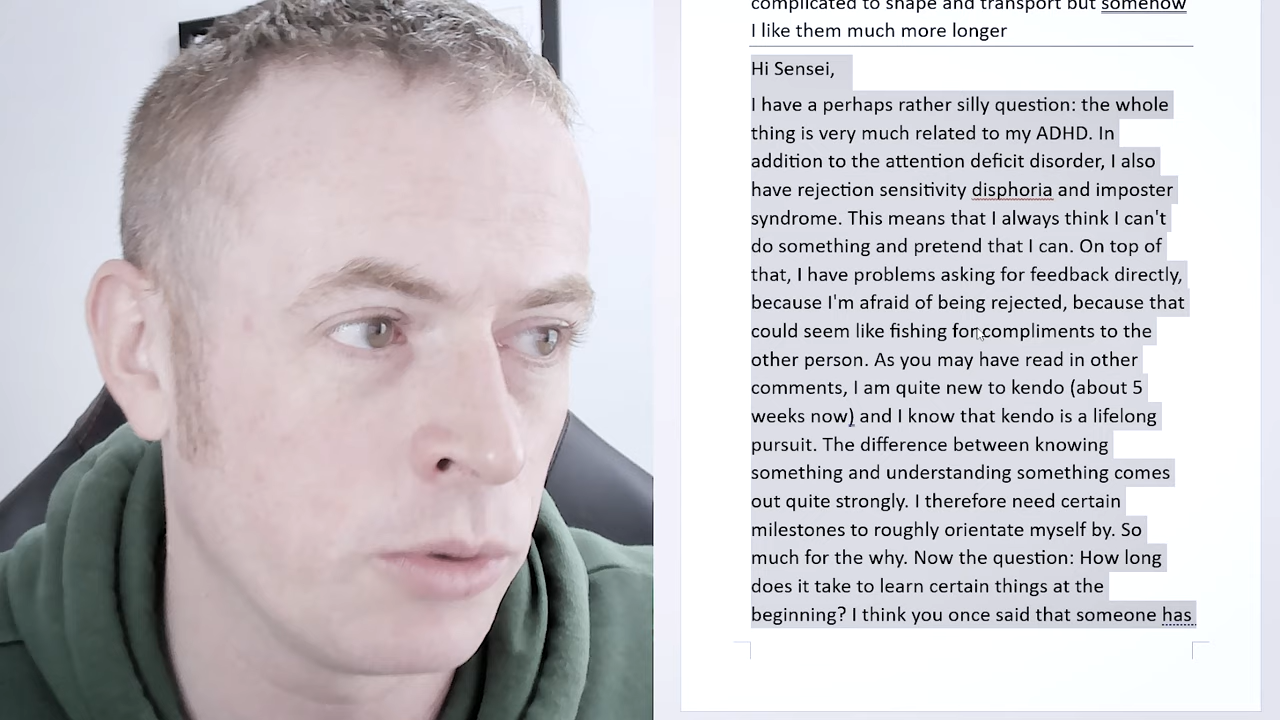 complicated to shape and transport but somehow
I like them much more longer
Hi Sensei,
I have a perhaps rather silly question: the whole
thing is very much related to my ADHD. In
addition to the attention deficit disorder, I also
have rejection sensitivity disphoria and imposter
syndrome. This means that I always think I can't
do something and pretend that I can. On top of
that, I have problems asking for feedback directly,
because I'm afraid of being rejected, because that
could seem like fishing for compliments to the
other person. As you may have read in other
comments, I am quite new to kendo (about 5
weeks now) and I know that kendo is a lifelong
pursuit. The difference between knowing
something and understanding something comes
out quite strongly. I therefore need certain
milestones to roughly orientate myself by. So
much for the why. Now the question: How long
does it take to learn certain things at the
beginning? I think you once said that someone has